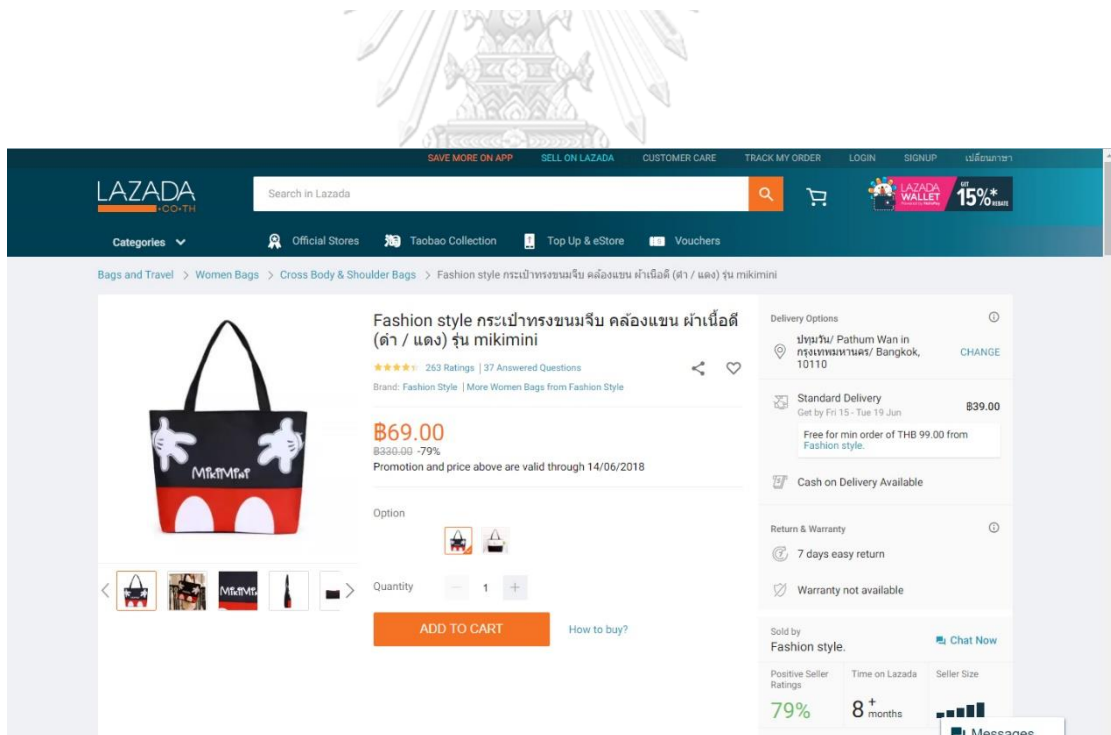 SAVE MORE ON APP SELL ON LAZADA CUSTOMER CARE TRACK MY ORDER LOGIN SIGNUP เปลี่ยนภาษา
LAZADA
.CO.TH
Search in Lazada
LAZADA
WALLET
GET
15%*
REBATE
Categories Official Stores Taobao Collection Top Up & eStore Vouchers
Bags and Travel > Women Bags > Cross Body & Shoulder Bags > Fashion style กระเป๋าทรงขนมจีบ คล้องแขน ผ้าเนื้อดี (ดำ / แดง) รุ่น mikimini
MiKiMiNi
Fashion style กระเป๋าทรงขนมจีบ คล้องแขน ผ้าเนื้อดี
(ดำ / แดง) รุ่น mikimini
263 Ratings | 37 Answered Questions
Brand: Fashion Style | More Women Bags from Fashion Style
฿69.00
฿330.00 -79%
Promotion and price above are valid through 14/06/2018
Option
Quantity − 1 +
ADD TO CART How to buy?
Delivery Options
ปทุมวัน/ Pathum Wan in
กรุงเทพมหานคร/ Bangkok,
10110
CHANGE
Standard Delivery ฿39.00
Get by Fri 15 - Tue 19 Jun
Free for min order of THB 99.00 from
Fashion style.
Cash on Delivery Available
Return & Warranty
7 days easy return
Warranty not available
Sold by
Fashion style.
Chat Now
Positive Seller
Ratings
79%
Time on Lazada
8+ months
Seller Size
Messages